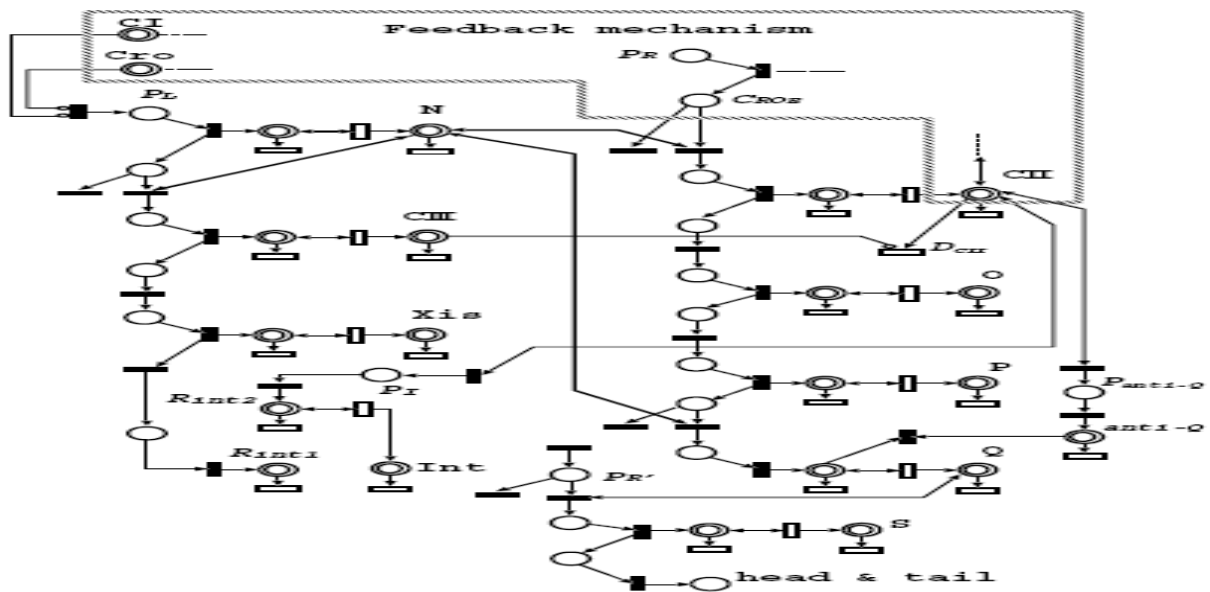 CI
Feedback mechanism
Cro
PR
PL
CROE
N
CII
CIII
DCII
O
Xis
PI
P
Panti-Q
Rint2
anti-Q
Rint1
Int
PR'
Q
S
head & tail